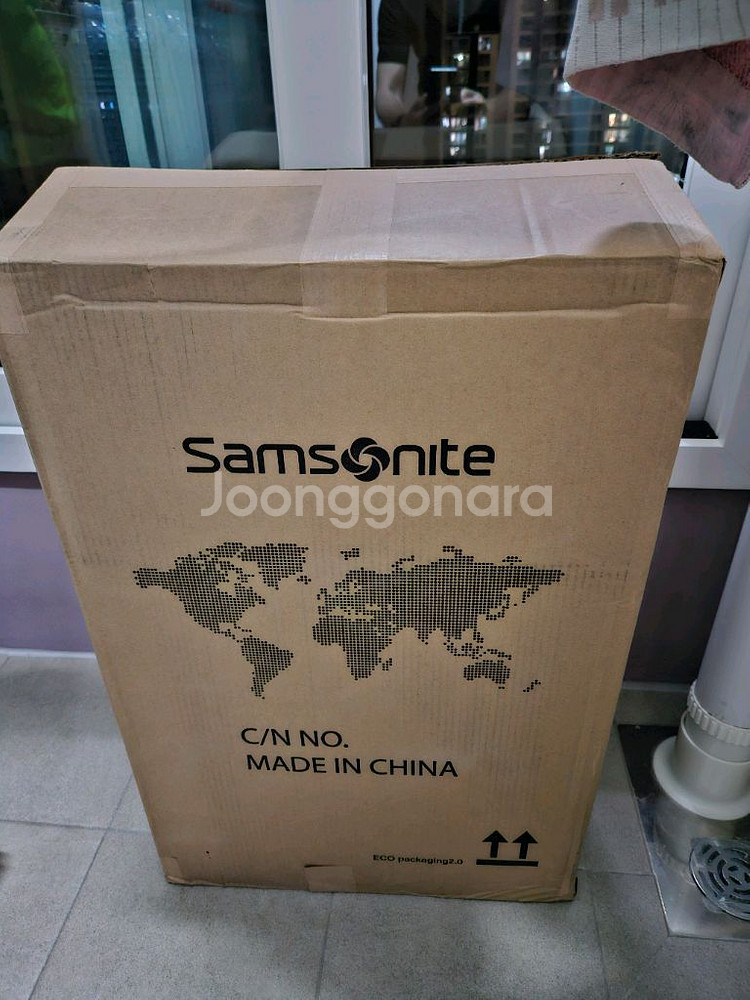 Samsonite
Joonggonara
C/N NO.
MADE IN CHINA
ECO packaging2.0